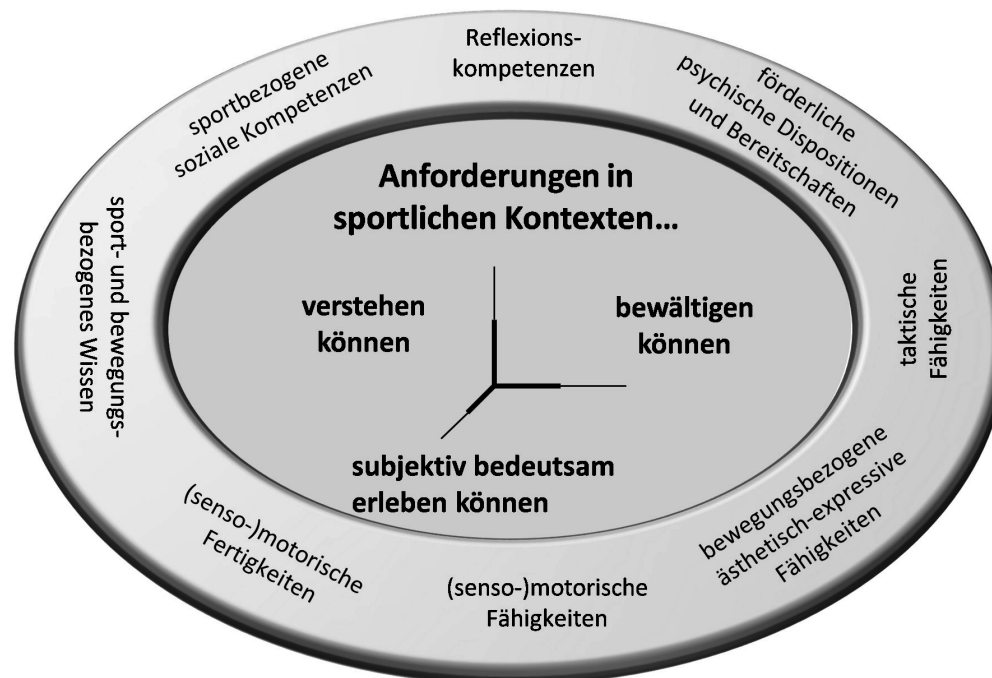 Reflexions-
kompetenzen
förderliche
psychische Dispositionen
und Bereitschaften
taktische
Fähigkeiten
bewegungsbezogene
ästhetisch-expressive
Fähigkeiten
(senso-)motorische
Fähigkeiten
(senso-)motorische
Fertigkeiten
sport- und bewegungs-
bezogenes Wissen
sportbezogene
soziale Kompetenzen
Anforderungen in
sportlichen Kontexten...
verstehen
können
bewältigen
können
subjektiv bedeutsam
erleben können